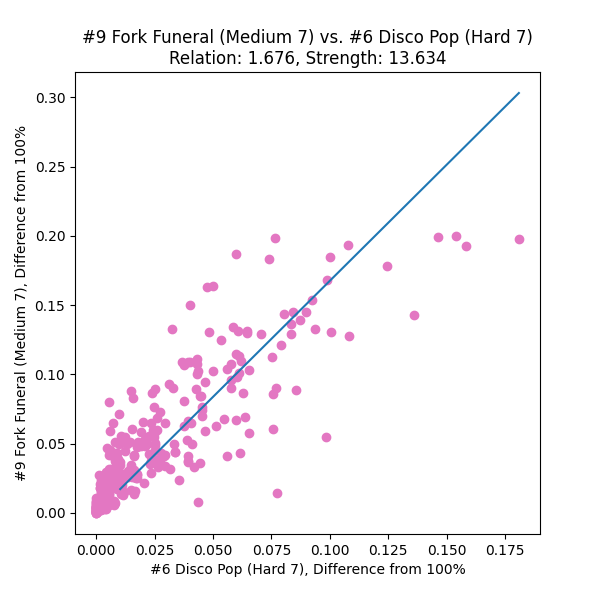 #9 Fork Funeral (Medium 7) vs. #6 Disco Pop (Hard 7)
Relation: 1.676, Strength: 13.634
#9 Fork Funeral (Medium 7), Difference from 100%
0.30
0.25
0.20
0.15
0.10
0.05
0.00
0.000 0.025 0.050 0.075 0.100 0.125 0.150 0.175
#6 Disco Pop (Hard 7), Difference from 100%